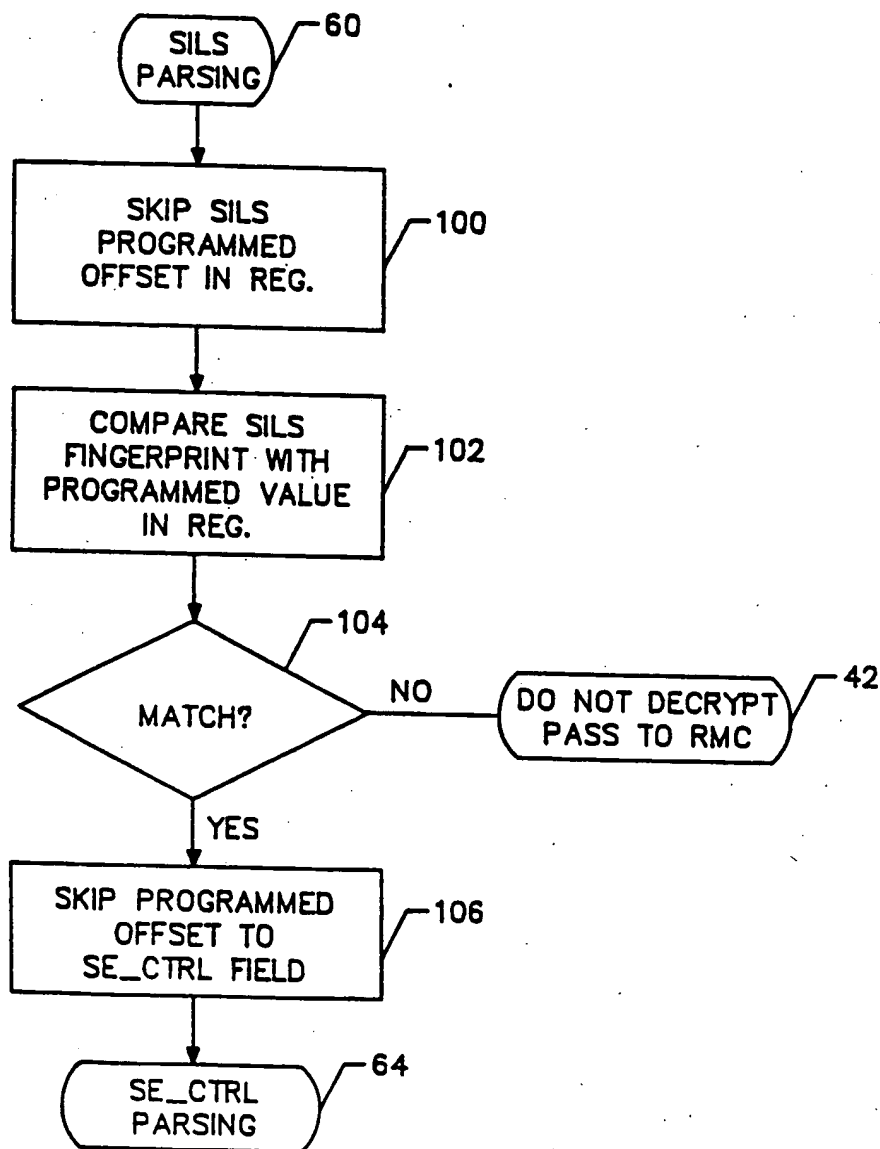 SILS
PARSING
60
SKIP SILS
PROGRAMMED
OFFSET IN REG.
100
COMPARE SILS
FINGERPRINT WITH
PROGRAMMED VALUE
IN REG.
102
104
MATCH?
NO
DO NOT DECRYPT
PASS TO RMC
42
YES
SKIP PROGRAMMED
OFFSET TO
SE_CTRL FIELD
106
SE_CTRL
PARSING
64